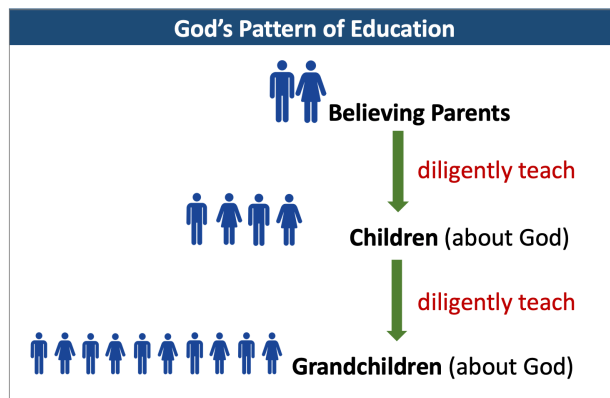 God’s Pattern of Education
Believing Parents
diligently teach
Children (about God)
diligently teach
Grandchildren (about God)